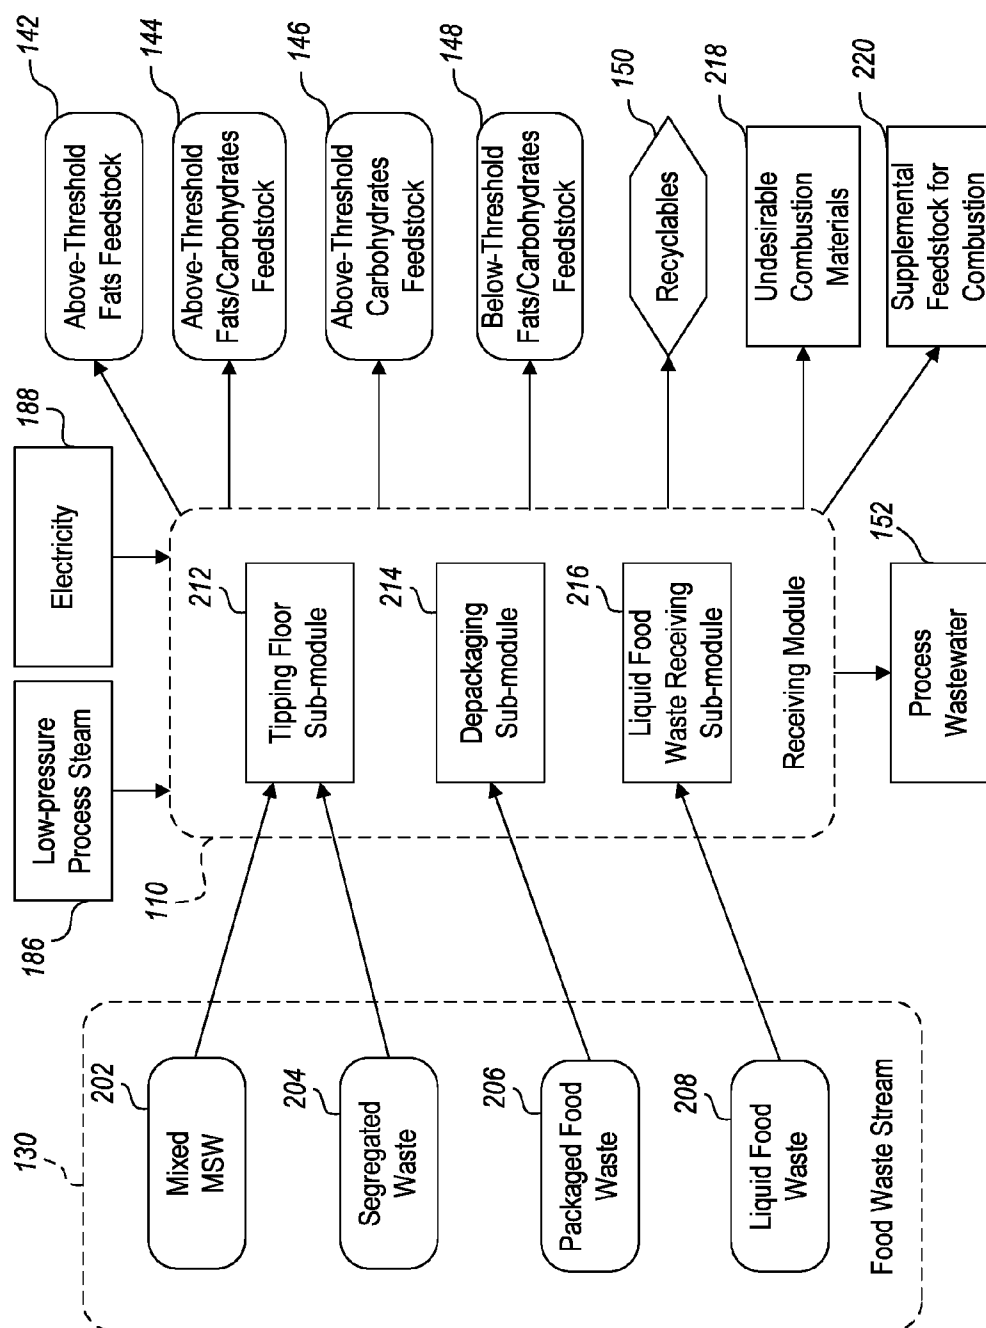 130
202
Mixed
MSW
204
Segregated
Waste
206
Packaged Food
Waste
208
Liquid Food
Waste
Food Waste Stream
186
Low-pressure
Process Steam
188
Electricity
110
212
Tipping Floor
Sub-module
214
Depackaging
Sub-module
216
Liquid Food
Waste Receiving
Sub-module
Receiving Module
152
Process
Wastewater
142
Above-Threshold
Fats Feedstock
144
Above-Threshold
Fats/Carbohydrates
Feedstock
146
Above-Threshold
Carbohydrates
Feedstock
148
Below-Threshold
Fats/Carbohydrates
Feedstock
150
Recyclables
218
Undesirable
Combustion
Materials
220
Supplemental
Feedstock for
Combustion